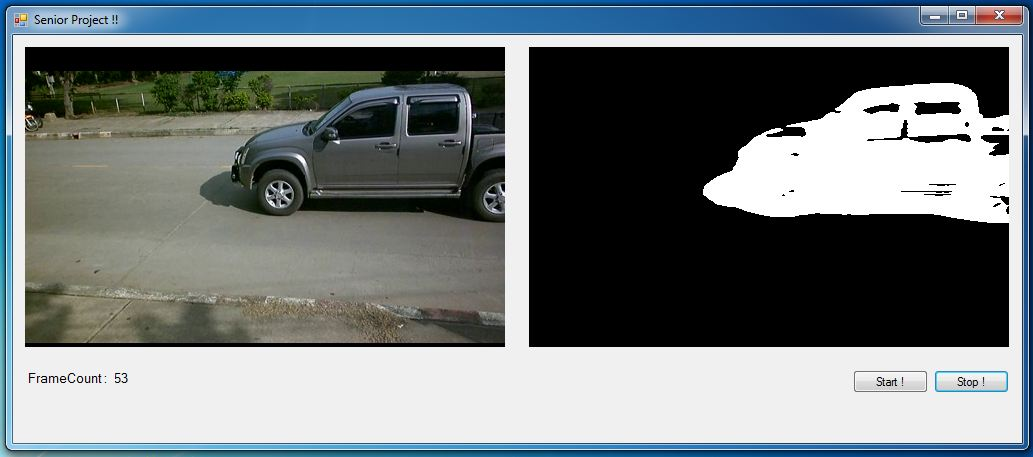 Senior Project !!
FrameCount : 53
Start !
Stop !